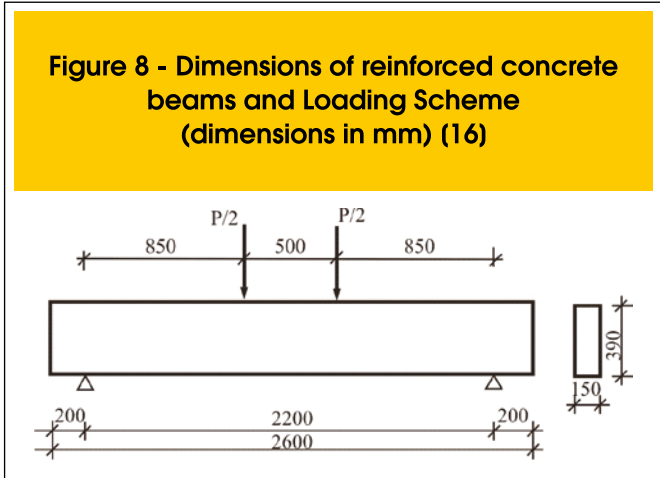 Figure 8 - Dimensions of reinforced concrete
beams and Loading Scheme
(dimensions in mm) (16)
P/2 P/2
850 500 850
390
150
200 2200 200
2600